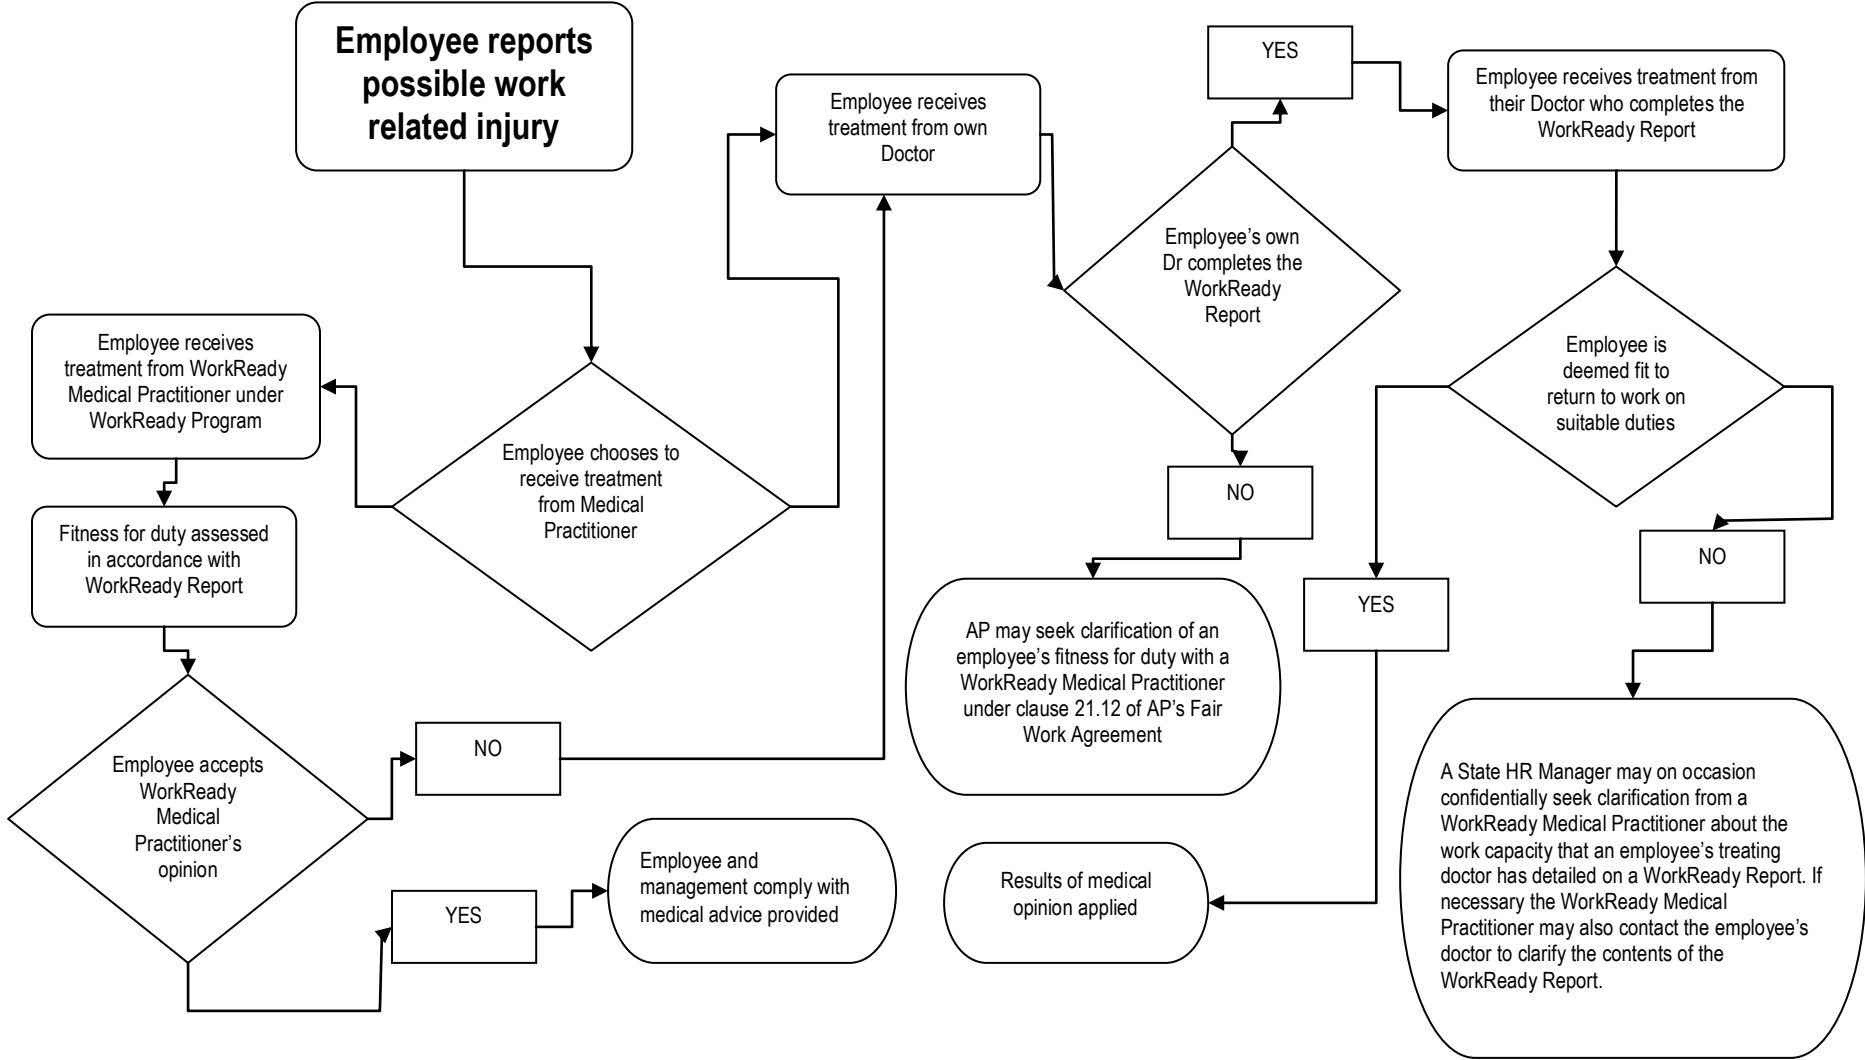 Employee reports
possible work
related injury
Employee chooses to
receive treatment
from Medical
Practitioner
Employee receives
treatment from WorkReady
Medical Practitioner under
WorkReady Program
Fitness for duty assessed
in accordance with
WorkReady Report
Employee accepts
WorkReady
Medical
Practitioner’s
opinion
NO
YES
Employee and
management comply with
medical advice provided
Employee receives
treatment from own
Doctor
Employee’s own
Dr completes the
WorkReady
Report
YES
NO
AP may seek clarification of an
employee’s fitness for duty with a
WorkReady Medical Practitioner
under clause 21.12 of AP’s Fair
Work Agreement
Employee receives treatment from
their Doctor who completes the
WorkReady Report
Employee is
deemed fit to
return to work on
suitable duties
YES
Results of medical
opinion applied
NO
A State HR Manager may on occasion
confidentially seek clarification from a
WorkReady Medical Practitioner about the
work capacity that an employee’s treating
doctor has detailed on a WorkReady Report. If
necessary the WorkReady Medical
Practitioner may also contact the employee’s
doctor to clarify the contents of the
WorkReady Report.